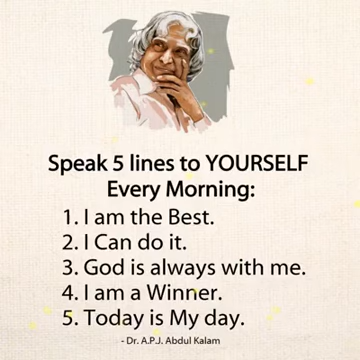 Speak 5 lines to YOURSELF
Every Morning:
1. I am the Best.
2. I Can do it.
3. God is always with me.
4. I am a Winner.
5. Today is My day.
- Dr. A.P.J. Abdul Kalam